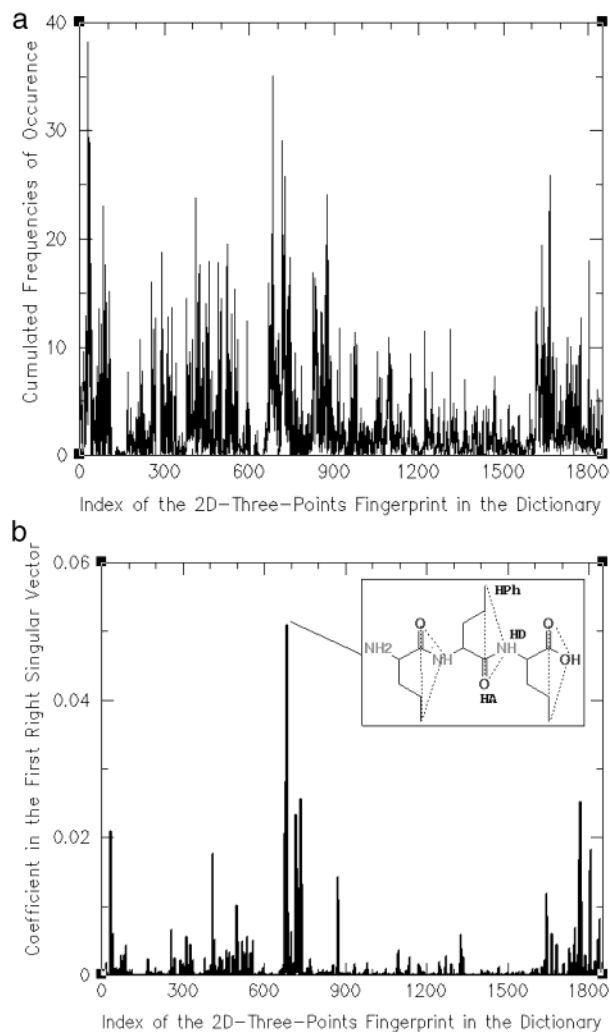 a
Cumulated Frequencies of Occurence
40
30
20
10
0
0 300 600 900 1200 1500 1800
Index of the 2D-Three-Points Fingerprint in the Dictionary
b
Coefficient in the First Right Singular Vector
0.06
0.04
0.02
0
HPh
O HD O
NH2 NH NH OH
O
HA
0 300 600 900 1200 1500 1800
Index of the 2D-Three-Points Fingerprint in the Dictionary